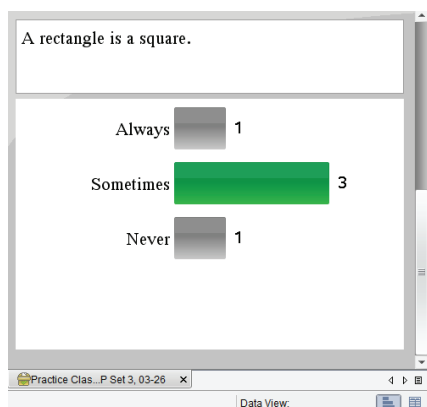 A rectangle is a square.
Always 1
Sometimes 3
Never 1
Practice Clas...P Set 3, 03-26
Data View: